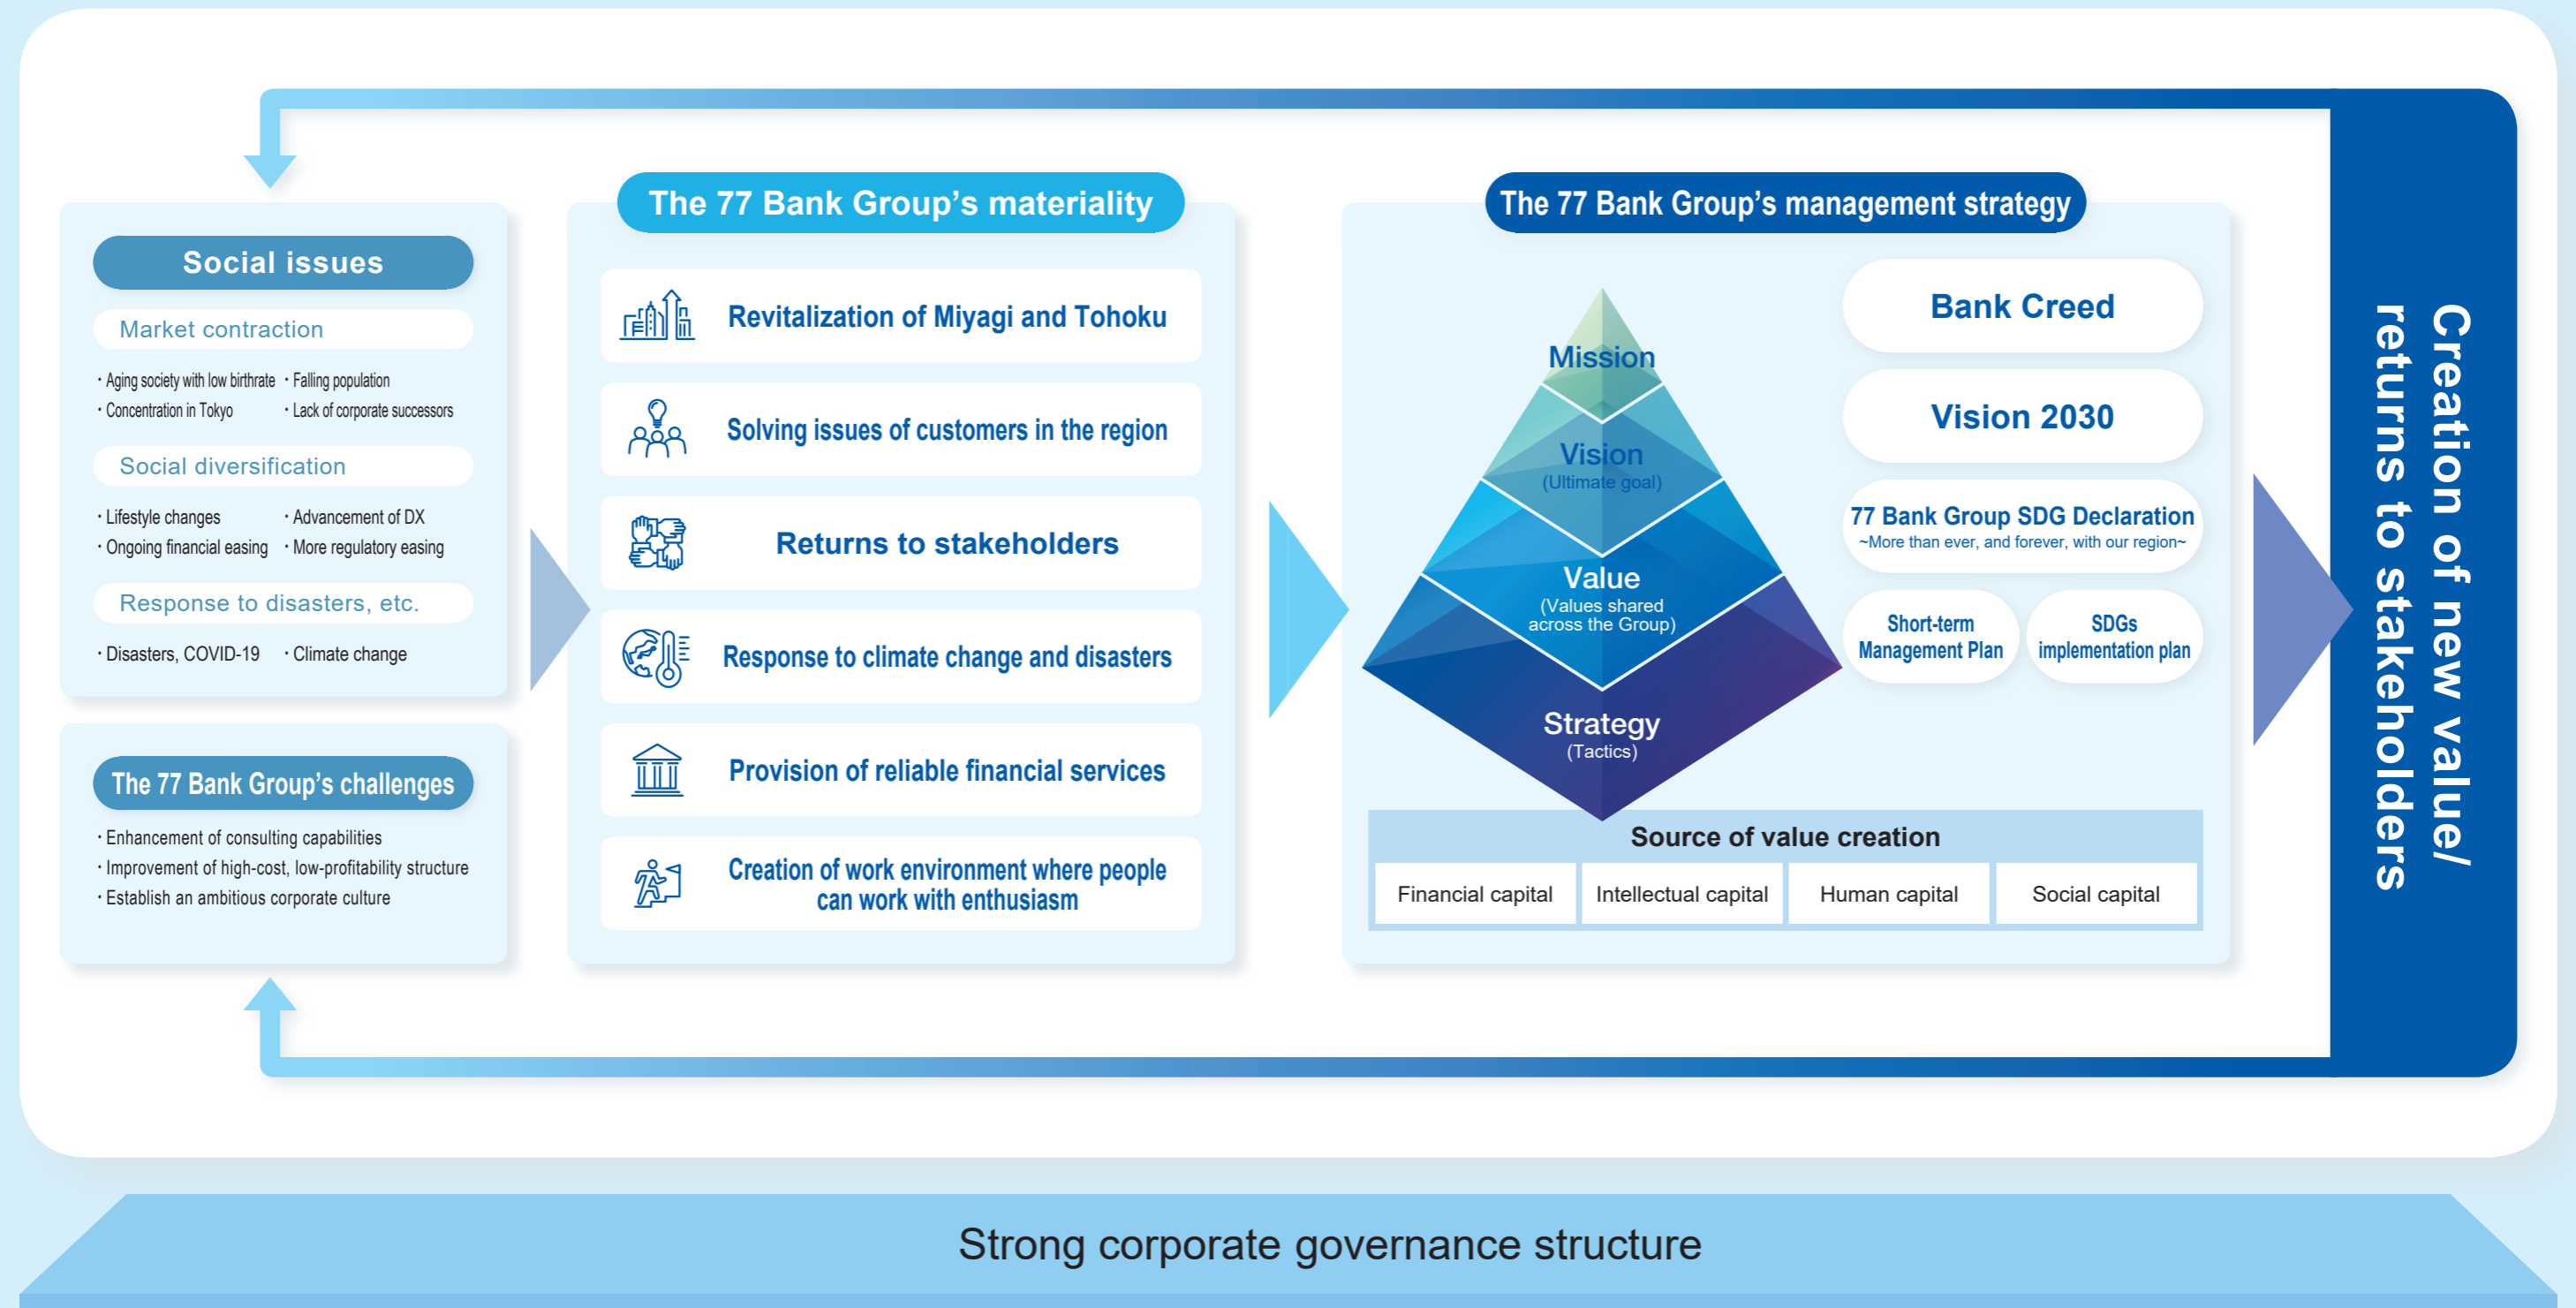 Social issues
Market contraction
・Aging society with low birthrate ・Falling population
・Concentration in Tokyo ・Lack of corporate successors
Social diversification
・Lifestyle changes ・Advancement of DX
・Ongoing financial easing ・More regulatory easing
Response to disasters, etc.
・Disasters, COVID-19 ・Climate change
The 77 Bank Group’s challenges
・Enhancement of consulting capabilities
・Improvement of high-cost, low-profitability structure
・Establish an ambitious corporate culture
The 77 Bank Group’s materiality
Revitalization of Miyagi and Tohoku
Solving issues of customers in the region
Returns to stakeholders
Response to climate change and disasters
Provision of reliable financial services
Creation of work environment where people
can work with enthusiasm
The 77 Bank Group’s management strategy
Mission
Vision
(Ultimate goal)
Value
(Values shared
across the Group)
Strategy
(Tactics)
Bank Creed
Vision 2030
77 Bank Group SDG Declaration
~More than ever, and forever, with our region~
Short-term
Management Plan
SDGs
implementation plan
Source of value creation
Financial capital
Intellectual capital
Human capital
Social capital
Creation of new value/
returns to stakeholders
Strong corporate governance structure